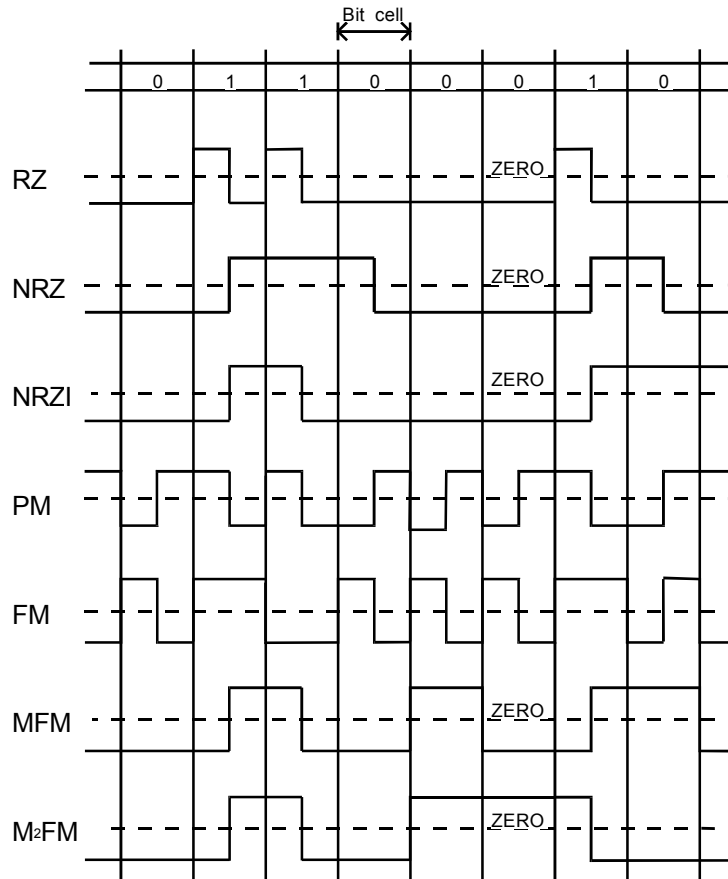 Bit cell
0 1 1 0 0 0 1 0
RZ ZERO
NRZ ZERO
NRZI ZERO
PM
FM
MFM ZERO
M2FM ZERO